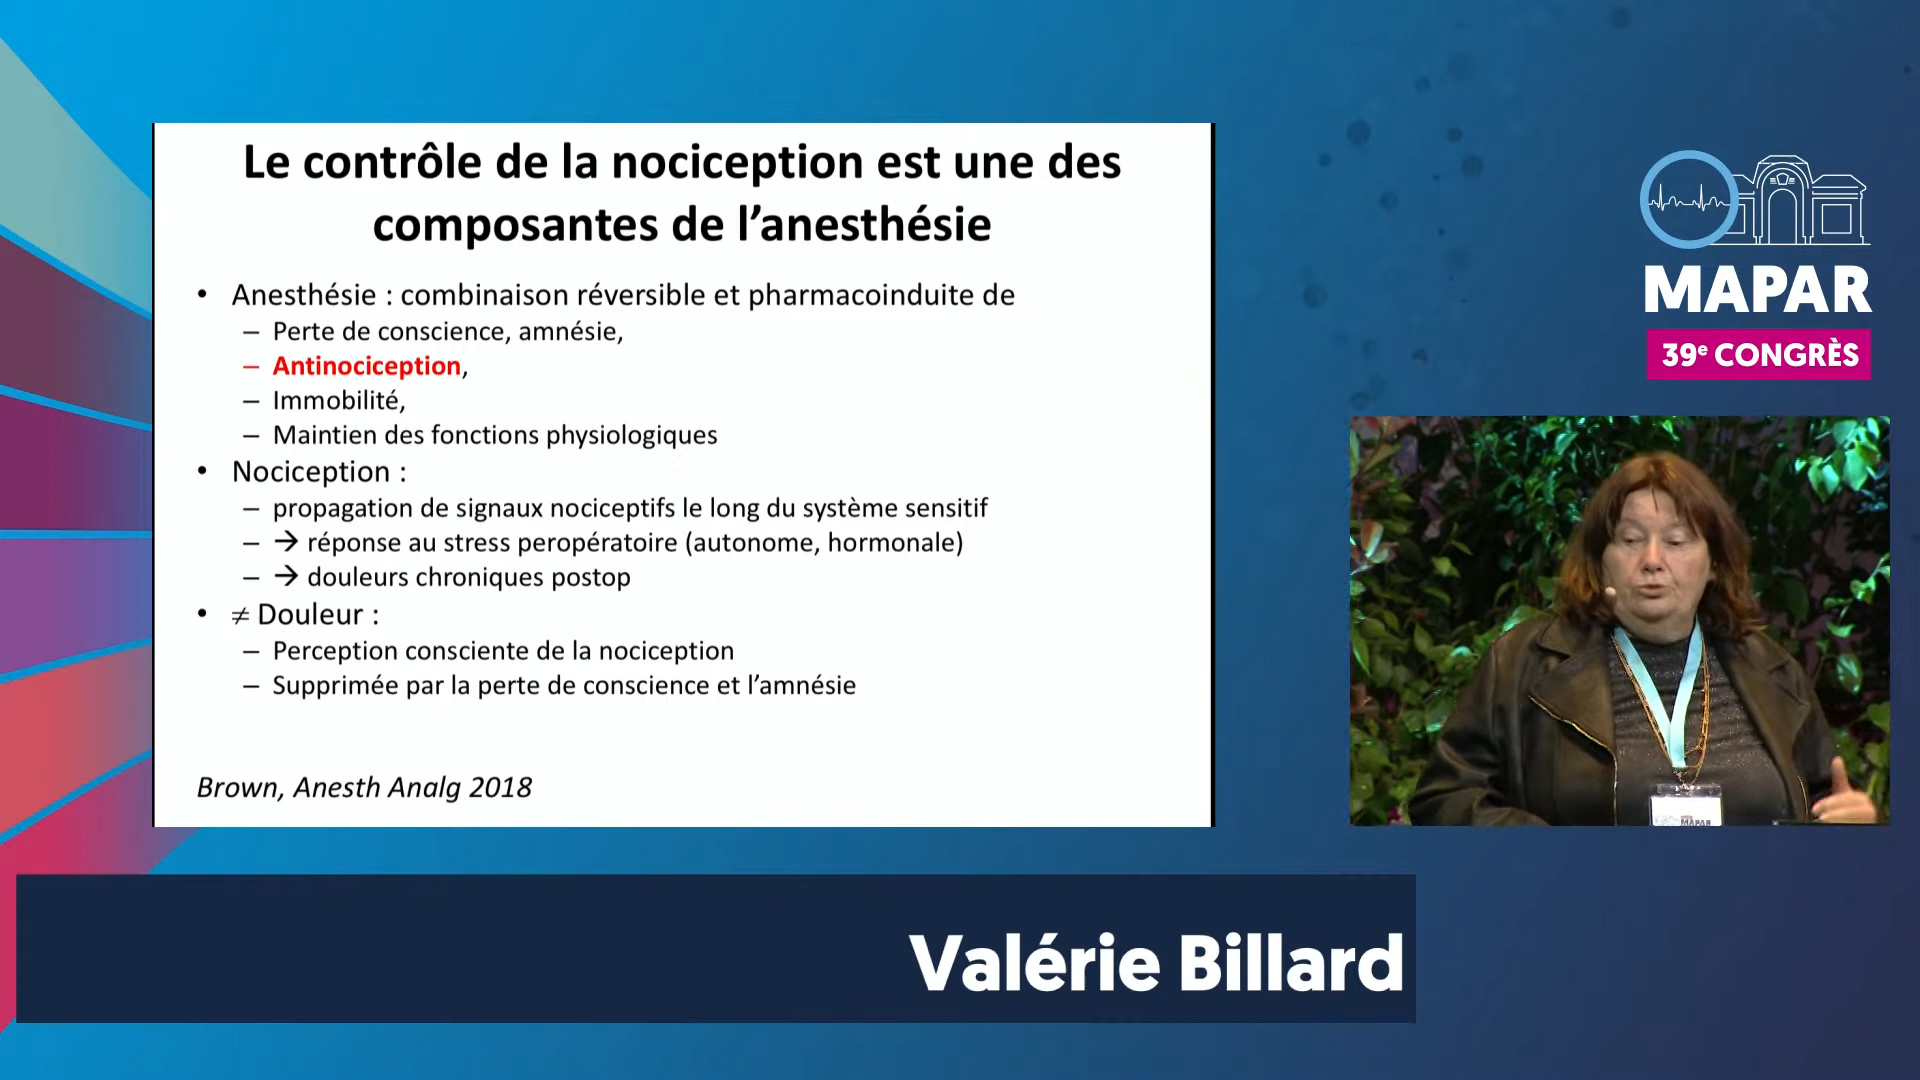 Le contrôle de la nociception est une des
composantes de l’anesthésie
• Anesthésie : combinaison réversible et pharmacoinduite de
– Perte de conscience, amnésie,
– Antinociception,
– Immobilité,
– Maintien des fonctions physiologiques
• Nociception :
– propagation de signaux nociceptifs le long du système sensitif
– → réponse au stress peropératoire (autonome, hormonale)
– → douleurs chroniques postop
• ≠ Douleur :
– Perception consciente de la nociception
– Supprimée par la perte de conscience et l’amnésie
Brown, Anesth Analg 2018
MAPAR
39e CONGRÈS
MAPAR
Valérie Billard